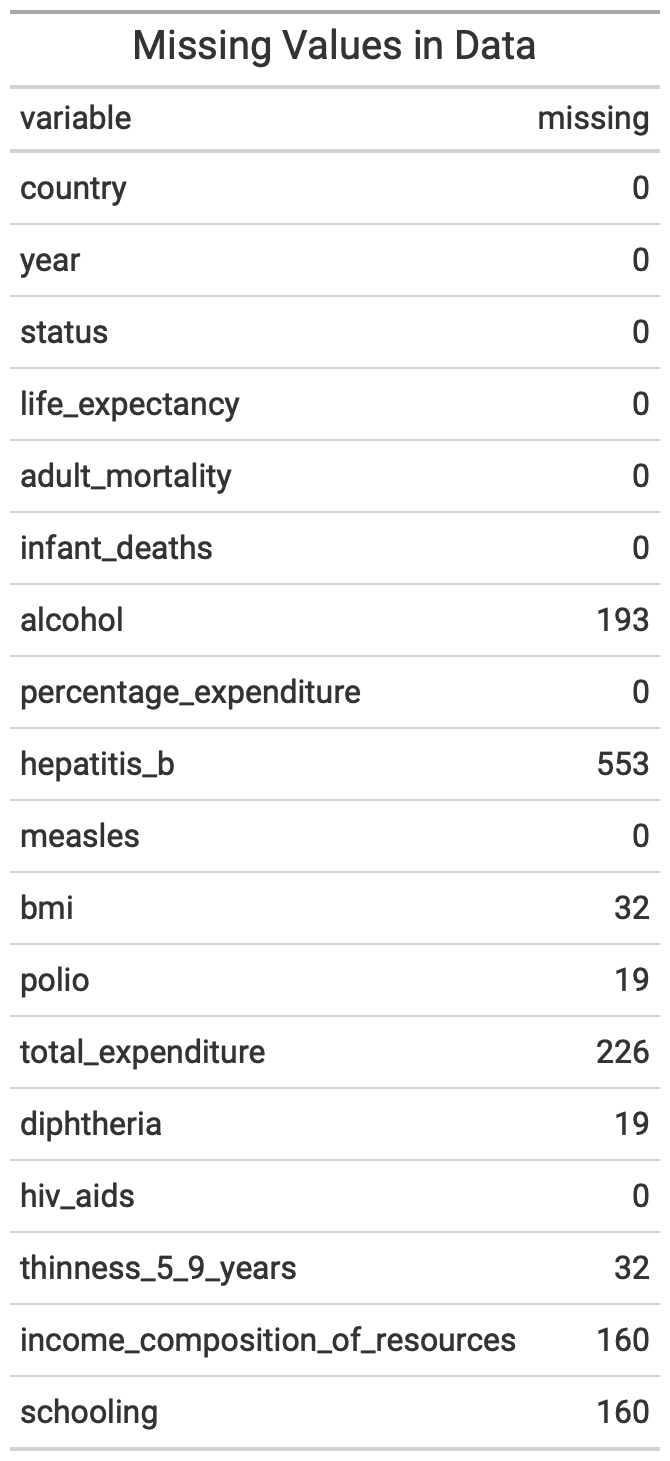 Missing Values in Data
variable missing
country 0
year 0
status 0
life_expectancy 0
adult_mortality 0
infant_deaths 0
alcohol 193
percentage_expenditure 0
hepatitis_b 553
measles 0
bmi 32
polio 19
total_expenditure 226
diphtheria 19
hiv_aids 0
thinness_5_9_years 32
income_composition_of_resources 160
schooling 160